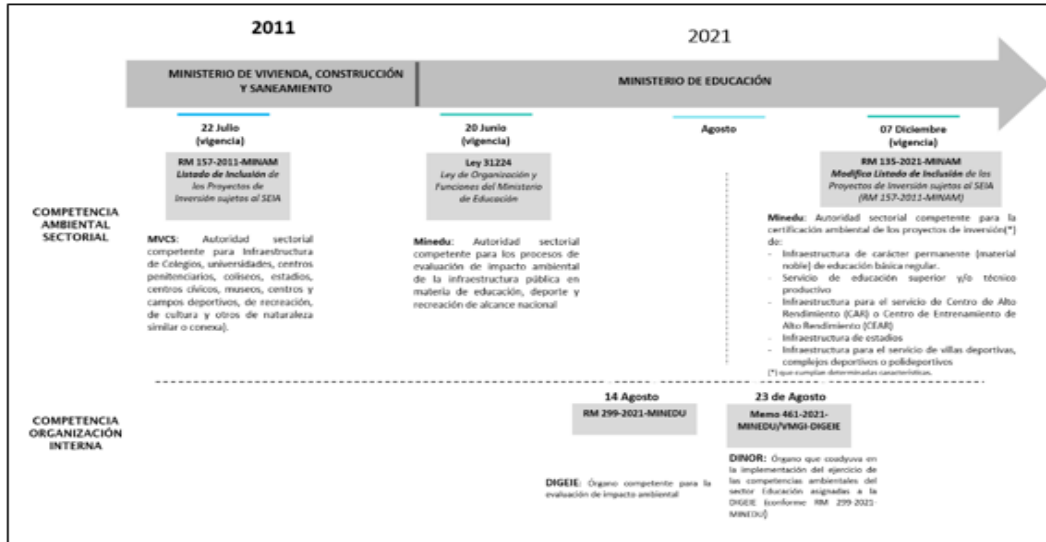 2011
2021
MINISTERIO DE VIVIENDA, CONSTRUCCIÓN
Y SANEAMIENTO
MINISTERIO DE EDUCACIÓN
22 Julio
(vigencia)
RM 157-2011-MINAM
Listado de Inclusión de
los Proyectos de
Inversión sujetos al SEIA
20 Junio
(vigencia)
Ley 31224
Ley de Organización y
Funciones del Ministerio
de Educación
Agosto
07 Diciembre
(vigencia)
RM 135-2021-MINAM
Modifica Listado de Inclusión de los
Proyectos de Inversión sujetos al SEIA
(RM 157-2011-MINAM)
COMPETENCIA
AMBIENTAL
SECTORIAL
MVCS: Autoridad sectorial
competente para Infraestructura
de Colegios, universidades, centros
penitenciarios, coliseos, estadios,
centros cívicos, museos, centros y
campos deportivos, de recreación,
de cultura y otros de naturaleza
similar o conexa).
Minedu: Autoridad sectorial
competente para los procesos de
evaluación de impacto ambiental
de la infraestructura pública en
materia de educación, deporte y
recreación de alcance nacional
Minedu: Autoridad sectorial competente para la
certificación ambiental de los proyectos de inversión(*)
de:
- Infraestructura de carácter permanente (material
noble) de educación básica regular.
- Servicio de educación superior y/o técnico
productivo
- Infraestructura para el servicio de Centro de Alto
Rendimiento (CAR) o Centro de Entrenamiento de
Alto Rendimiento (CEAR)
- Infraestructura de estadios
- Infraestructura para el servicio de villas deportivas,
complejos deportivos o polideportivos
(*) que cumplan determinadas características.
COMPETENCIA
ORGANIZACIÓN
INTERNA
14 Agosto
RM 299-2021-MINEDU
DIGEIE: Órgano competente para la
evaluación de impacto ambiental
23 de Agosto
Memo 461-2021-
MINEDU/VMGI-DIGEIE
DINOR: Órgano que coadyuva en
la implementación del ejercicio de
las competencias ambientales del
sector Educación asignadas a la
DIGEIE (conforme RM 299-2021-
MINEDU)